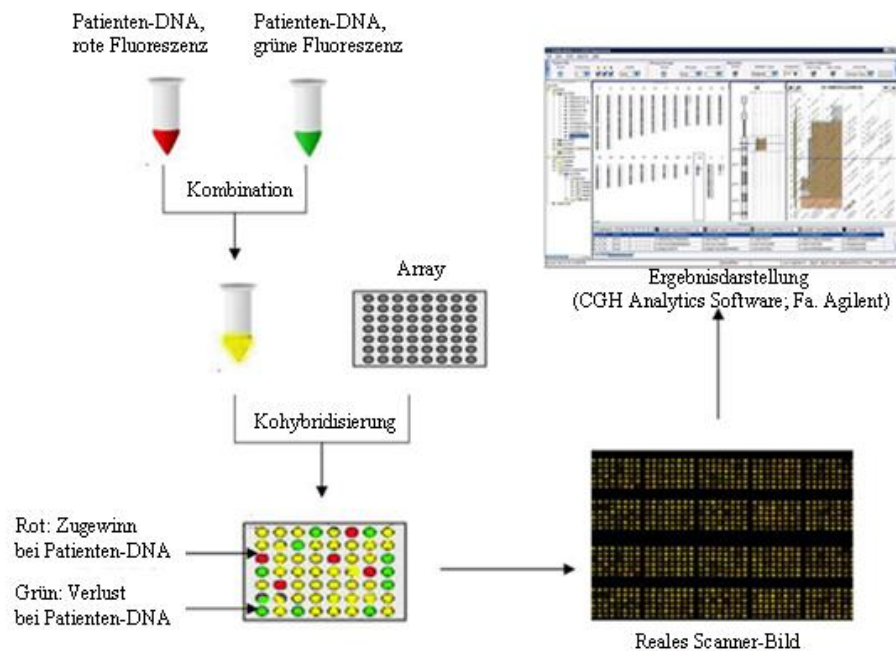 Patienten-DNA,
rote Fluoreszenz
Patienten-DNA,
grüne Fluoreszenz
Kombination
Array
Kohybridisierung
Rot: Zugewinn
bei Patienten-DNA
Grün: Verlust
bei Patienten-DNA
Ergebnisdarstellung
(CGH Analytics Software; Fa. Agilent)
Reales Scanner-Bild